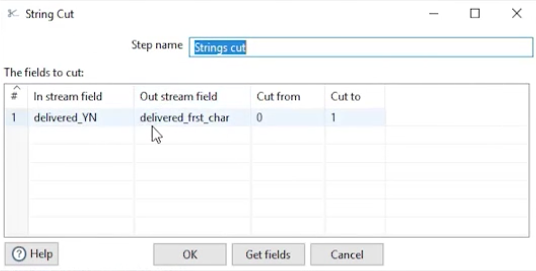 String Cut
Step name Strings cut
The fields to cut:
# In stream field Out stream field Cut from Cut to
1 delivered_YN delivered_frst_char 0 1
Help OK Get fields Cancel